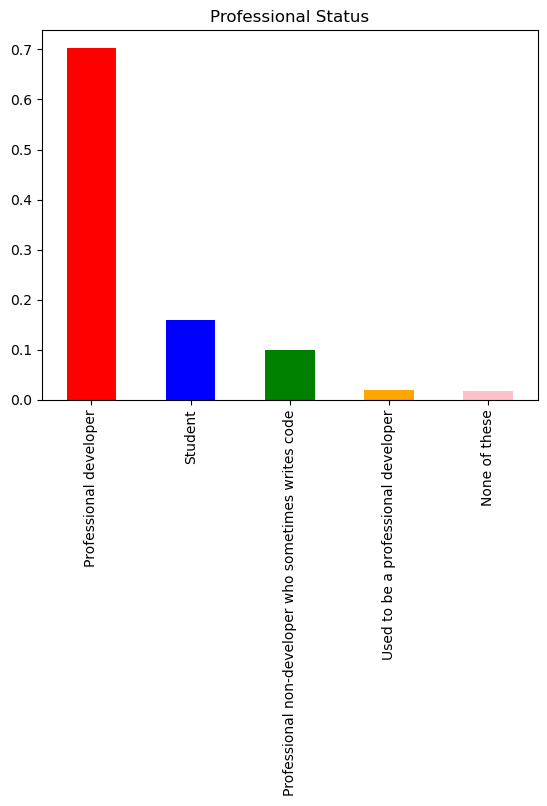 Professional Status
0.7
0.6
0.5
0.4
0.3
0.2
0.1
0.0
Professional developer
Student
Professional non-developer who sometimes writes code
Used to be a professional developer
None of these